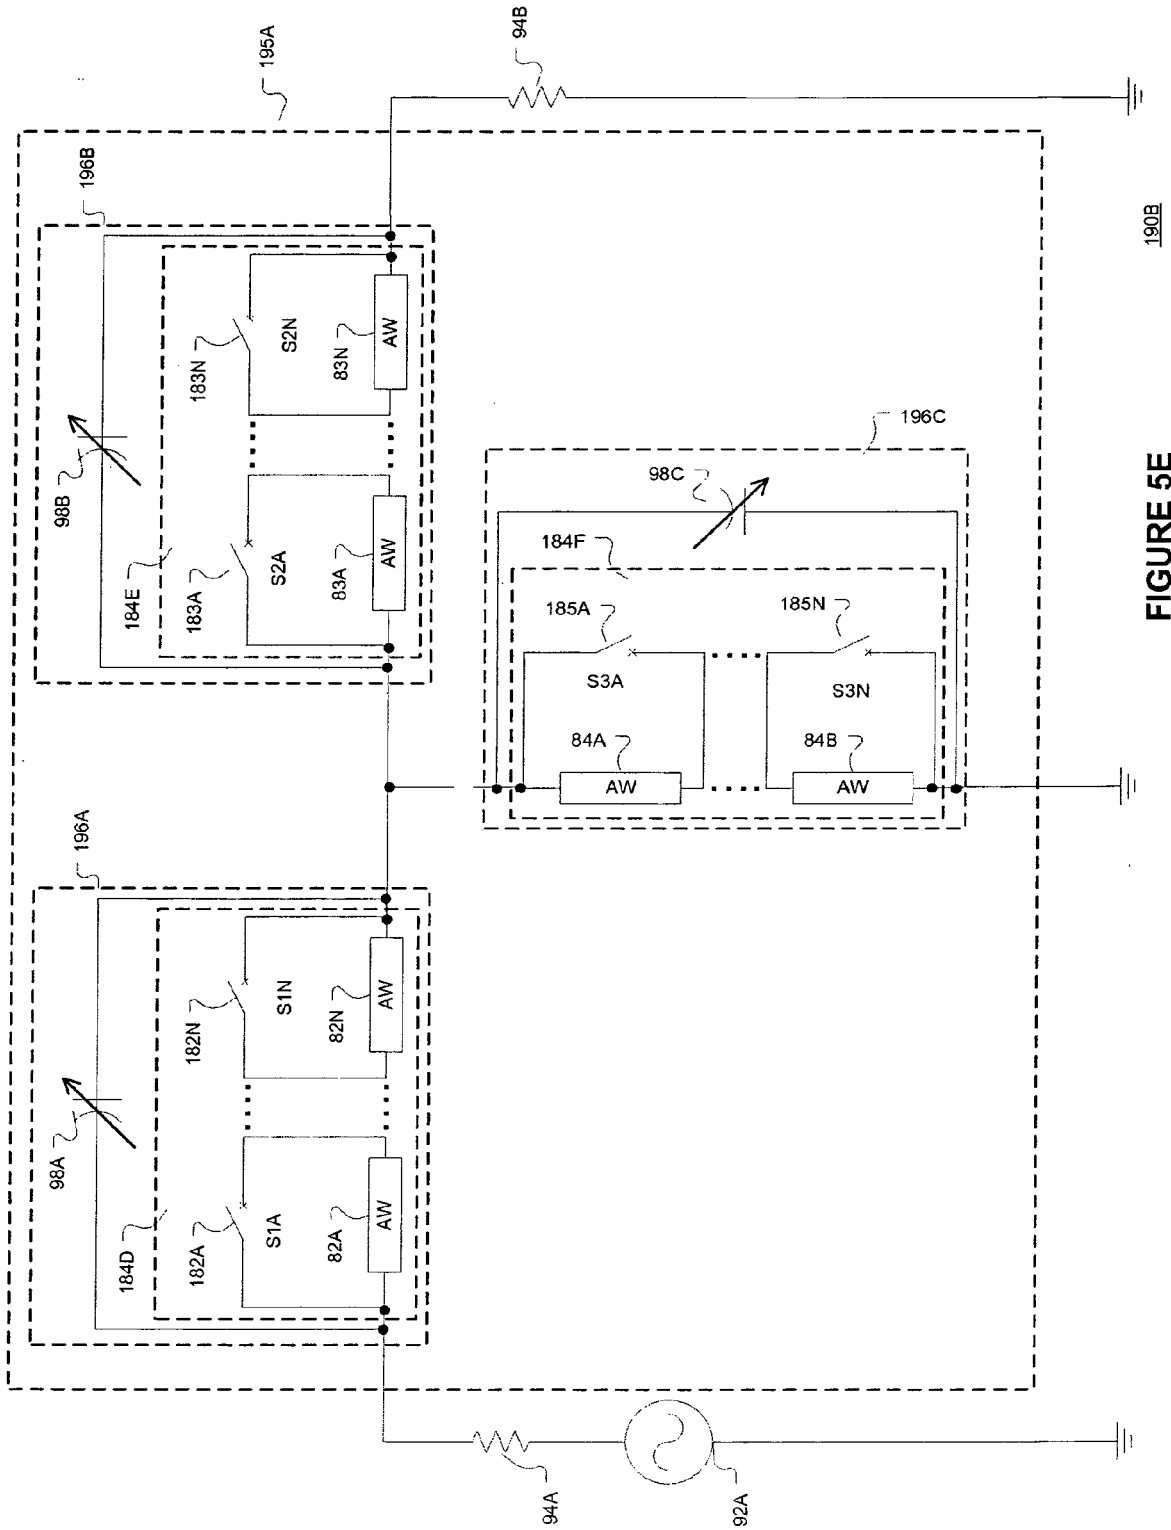 195A
94B
196B
98B
184E
183A
S2A
83A
AW
183N
S2N
83N
AW
196C
98C
184F
185A
S3A
84A
AW
185N
S3N
84B
AW
196A
98A
184D
182A
S1A
82A
AW
182N
S1N
82N
AW
94A
92A
190B
FIGURE 5E